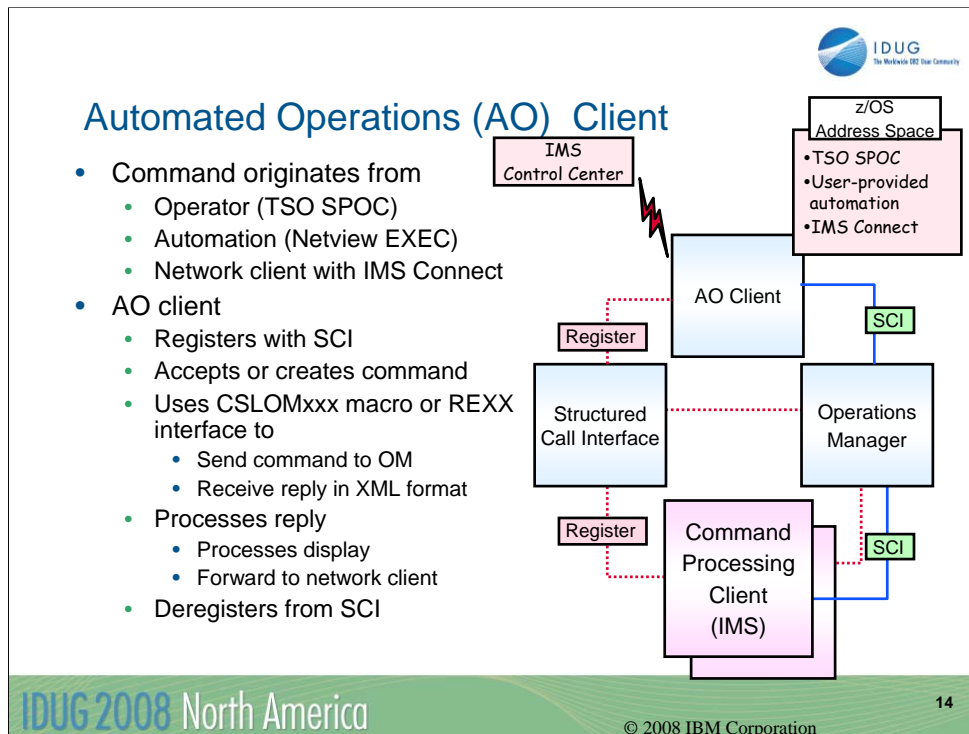 IDUG
The Worldwide DB2 User Community
Automated Operations (AO) Client
• Command originates from
• Operator (TSO SPOC)
• Automation (Netview EXEC)
• Network client with IMS Connect
• AO client
• Registers with SCI
• Accepts or creates command
• Uses CSLOMxxx macro or REXX
interface to
• Send command to OM
• Receive reply in XML format
• Processes reply
• Processes display
• Forward to network client
• Deregisters from SCI
IMS
Control Center
z/OS
Address Space
•TSO SPOC
•User-provided
automation
•IMS Connect
AO Client
SCI
Register
Structured
Call Interface
Operations
Manager
Register
Command
Processing
Client
(IMS)
SCI
IDUG 2008 North America
14
© 2008 IBM Corporation